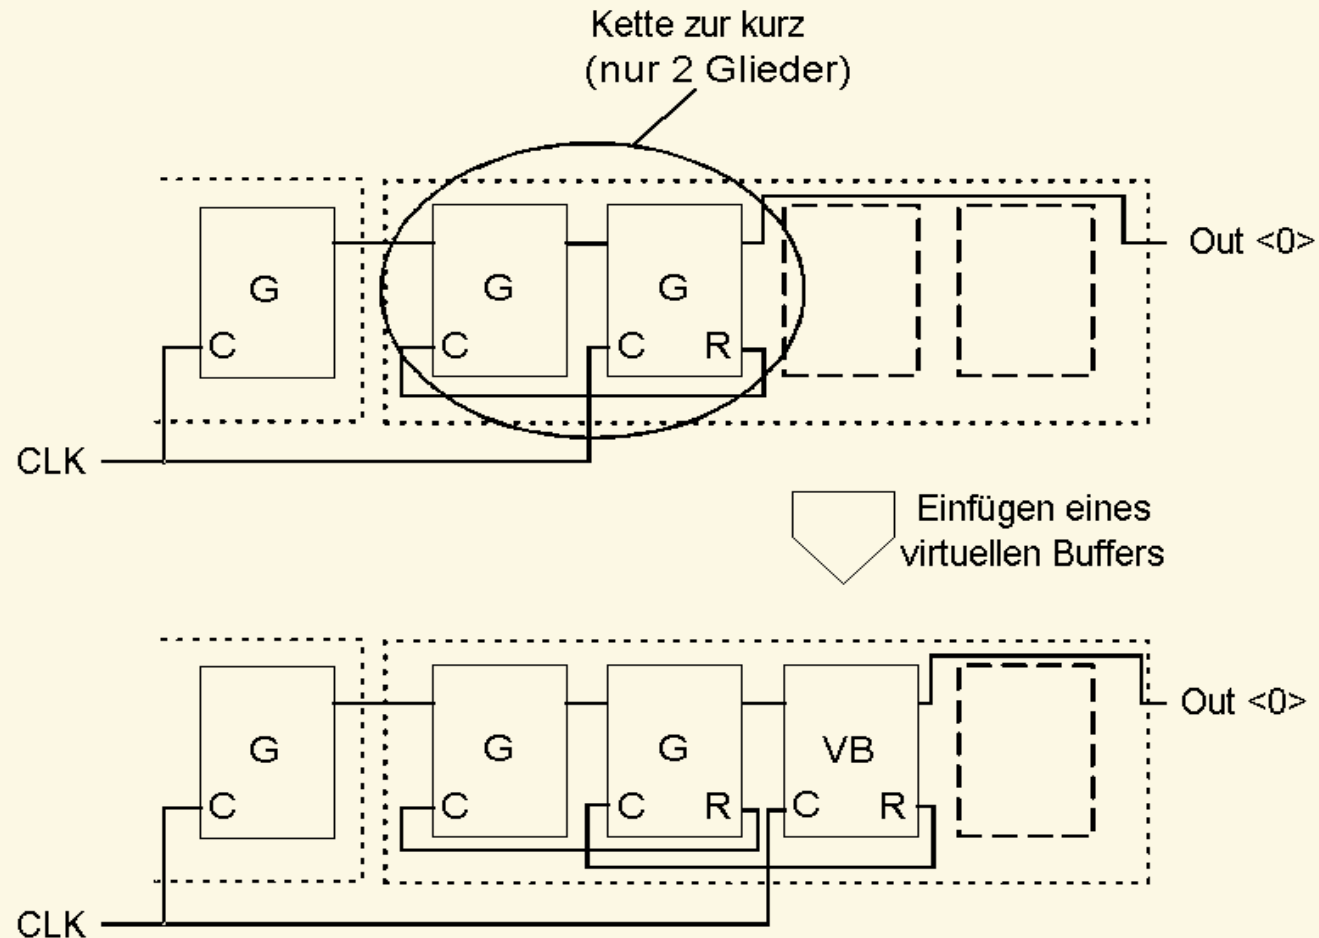 Kette zur kurz
(nur 2 Glieder)
Out <0>
G
G
G
C
C
C
R
CLK
Einfügen eines
virtuellen Buffers
Out <0>
G
G
G
VB
C
C
C
R
C
R
CLK